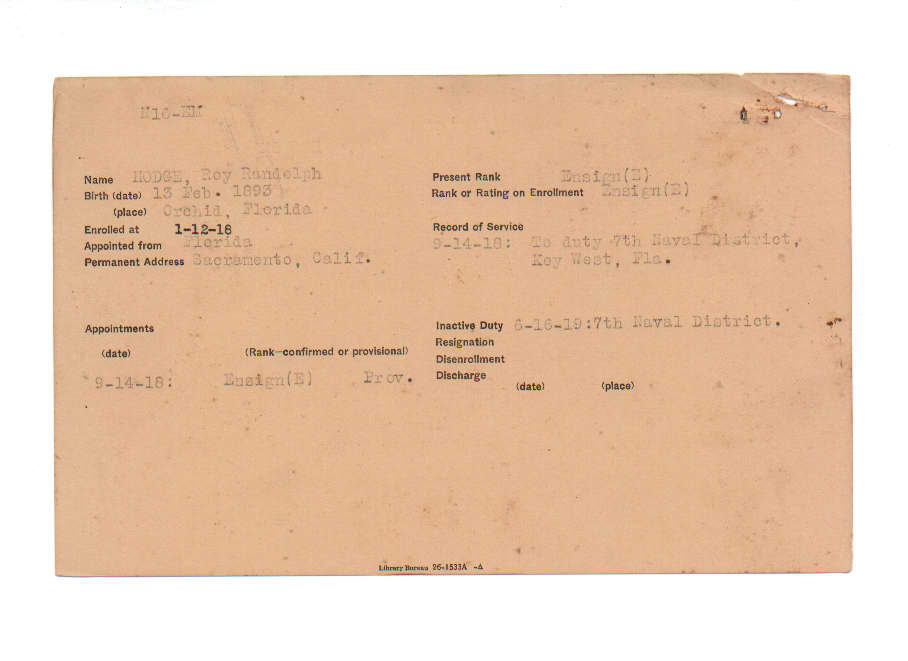 N16-EM
Name HODGE, Roy Randolph
Birth (date) 13 Feb. 1893
(place) Orchid, Florida
Enrolled at 1-12-18
Appointed from Florida
Permanent Address Sacramento, Calif.
Present Rank Ensign(E)
Rank or Rating on Enrollment Ensign(E)
Record of Service
9-14-18: To duty 7th Naval District,
Key West, Fla.
Appointments
(date) (Rank—confirmed or provisional)
9-14-18: Ensign(E) Prov.
Inactive Duty 6-16-19:7th Naval District.
Resignation
Disenrollment
Discharge
(date) (place)
Library Bureau 26-1533A -A